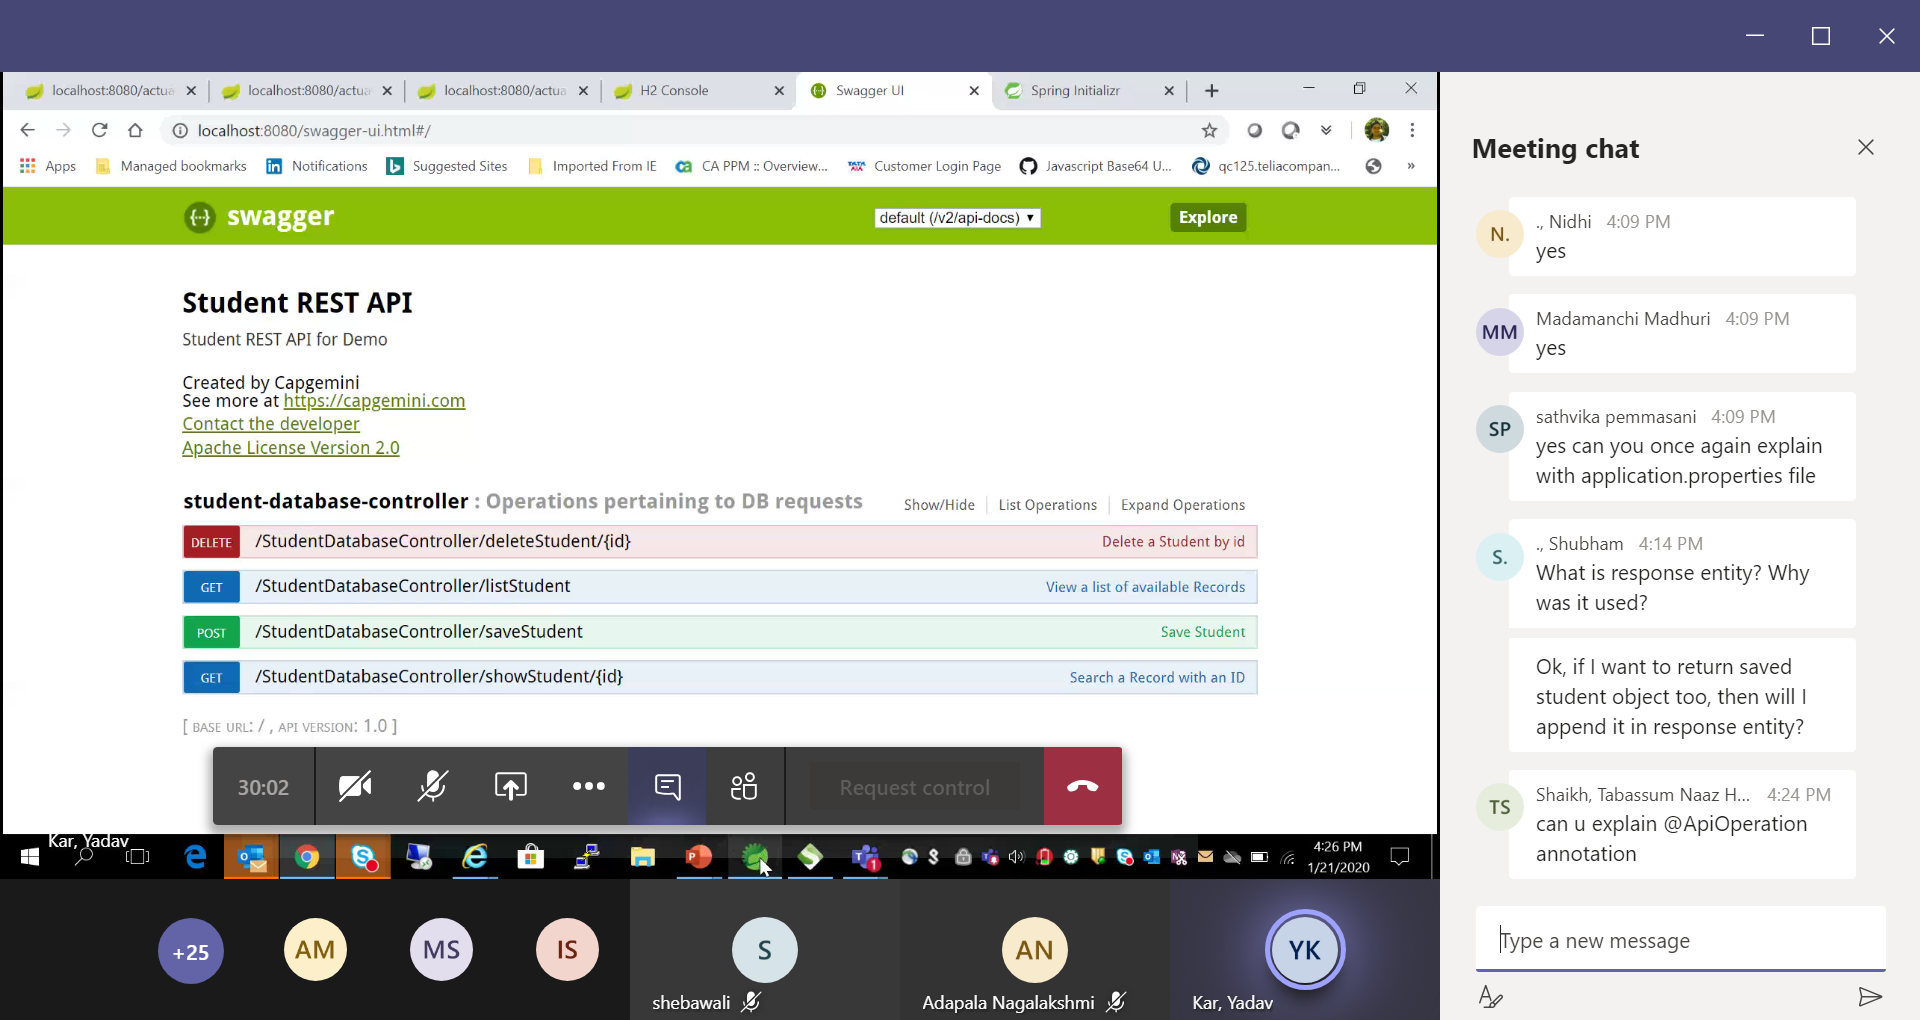 localhost:8080/actua
localhost:8080/actua
localhost:8080/actua
H2 Console
Swagger UI
Spring Initializr
localhost:8080/swagger-ui.html#/
Apps
Managed bookmarks
Notifications
Suggested Sites
Imported From IE
CA PPM :: Overview...
Customer Login Page
Javascript Base64 U...
qc125.teliacompan...
»
swagger
default (/v2/api-docs)
Explore
Student REST API
Student REST API for Demo
Created by Capgemini
See more at https://capgemini.com
Contact the developer
Apache License Version 2.0
student-database-controller : Operations pertaining to DB requests
Show/Hide
List Operations
Expand Operations
DELETE /StudentDatabaseController/deleteStudent/{id} Delete a Student by id
GET /StudentDatabaseController/listStudent View a list of available Records
POST /StudentDatabaseController/saveStudent Save Student
GET /StudentDatabaseController/showStudent/{id} Search a Record with an ID
[ BASE URL: / , API VERSION: 1.0 ]
30:02
Request control
Kar, Yadav
4:26 PM
1/21/2020
+25
AM
MS
IS
S
shebawali
AN
Adapala Nagalakshmi
YK
Kar, Yadav
Meeting chat
N.
., Nidhi 4:09 PM
yes
MM
Madamanchi Madhuri 4:09 PM
yes
SP
sathvika pemmasani 4:09 PM
yes can you once again explain
with application.properties file
S.
., Shubham 4:14 PM
What is response entity? Why
was it used?
Ok, if I want to return saved
student object too, then will I
append it in response entity?
TS
Shaikh, Tabassum Naaz H... 4:24 PM
can u explain @ApiOperation
annotation
Type a new message